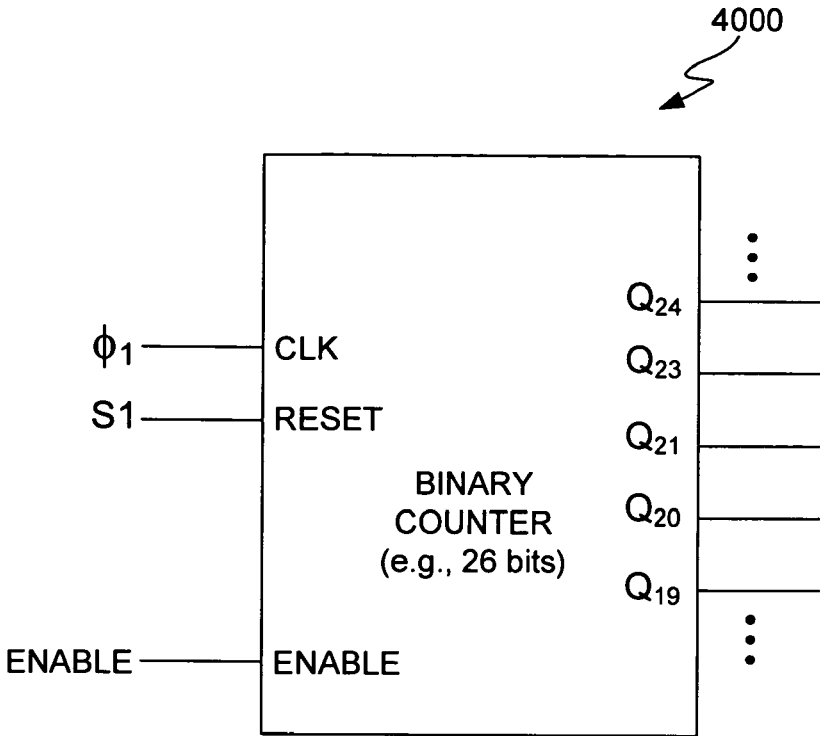 4000
Q₂₄
ϕ₁ CLK
Q₂₃
S1 RESET
Q₂₁
BINARY
COUNTER
(e.g., 26 bits)
Q₂₀
Q₁₉
ENABLE ENABLE